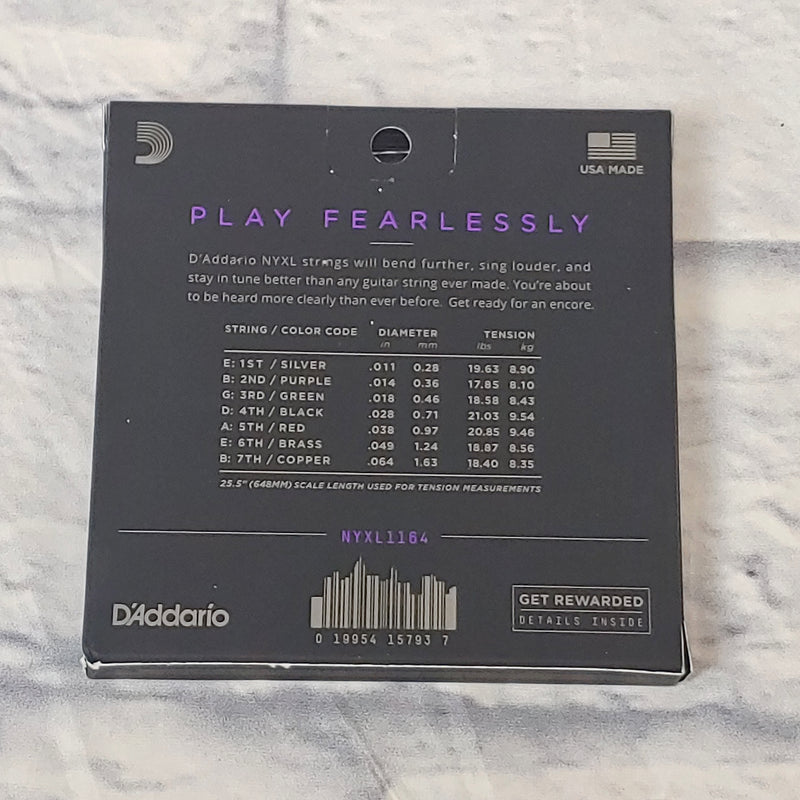 USA MADE
PLAY FEARLESSLY
D'Addario NYXL strings will bend further, sing louder, and
stay in tune better than any guitar string ever made. You're about
to be heard more clearly than ever before. Get ready for an encore.
STRING / COLOR CODE DIAMETER TENSION
in mm lbs kg
E: 1ST / SILVER .011 0.28 19.63 8.90
B: 2ND / PURPLE .014 0.36 17.85 8.10
G: 3RD / GREEN .018 0.46 18.58 8.43
D: 4TH / BLACK .028 0.71 21.03 9.54
A: 5TH / RED .038 0.97 20.85 9.46
E: 6TH / BRASS .049 1.24 18.87 8.56
B: 7TH / COPPER .064 1.63 18.40 8.35
25.5" (648MM) SCALE LENGTH USED FOR TENSION MEASUREMENTS
NYXL1164
D'Addario
0 19954 15793 7
GET REWARDED
DETAILS INSIDE